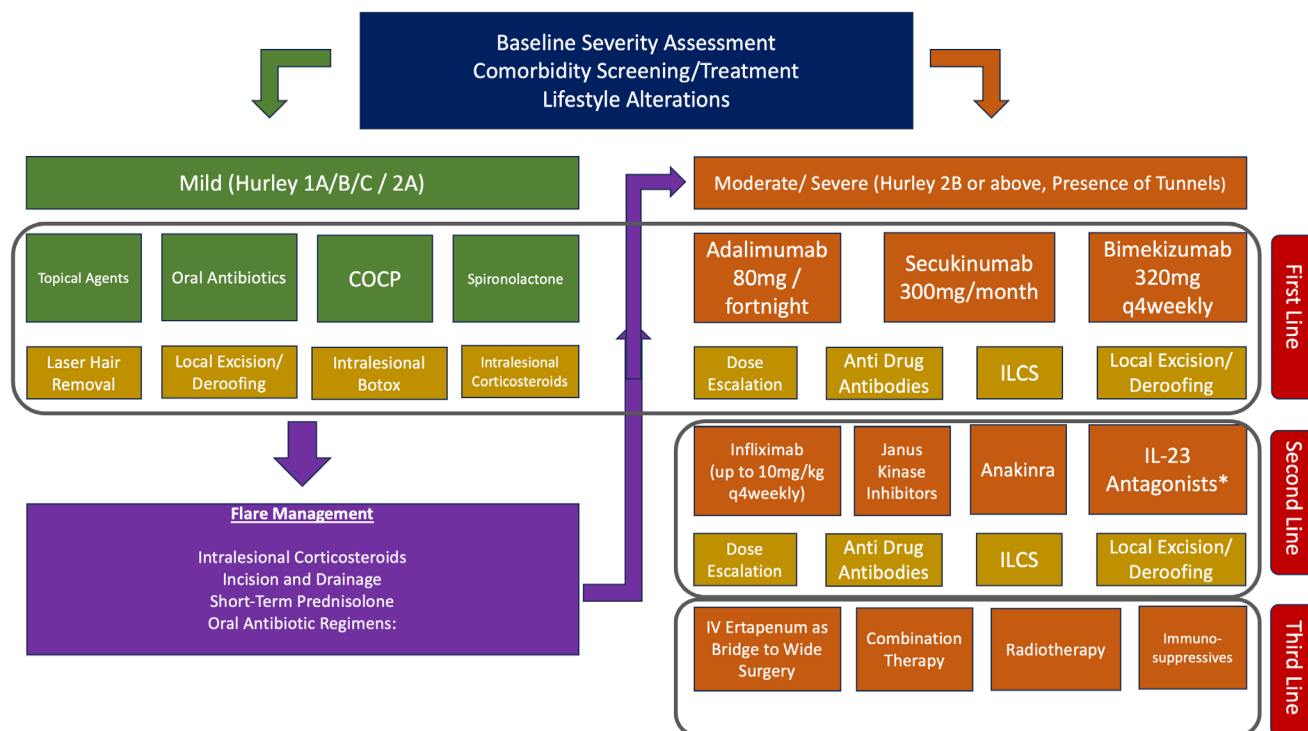 Baseline Severity Assessment
Comorbidity Screening/Treatment
Lifestyle Alterations
Mild (Hurley 1A/B/C / 2A)
Moderate/ Severe (Hurley 2B or above, Presence of Tunnels)
Topical Agents
Oral Antibiotics
COCP
Spironolactone
Laser Hair
Removal
Local Excision/
Deroofing
Intralesional
Botox
Intralesional
Corticosteroids
Adalimumab
80mg /
fortnight
Secukinumab
300mg/month
Bimekizumab
320mg
q4weekly
Dose
Escalation
Anti Drug
Antibodies
ILCS
Local Excision/
Deroofing
First Line
Flare Management
Intralesional Corticosteroids
Incision and Drainage
Short-Term Prednisolone
Oral Antibiotic Regimens:
Infliximab
(up to 10mg/kg
q4weekly)
Janus
Kinase
Inhibitors
Anakinra
IL-23
Antagonists*
Dose
Escalation
Anti Drug
Antibodies
ILCS
Local Excision/
Deroofing
Second Line
IV Ertapenum as
Bridge to Wide
Surgery
Combination
Therapy
Radiotherapy
Immuno-
suppressives
Third Line